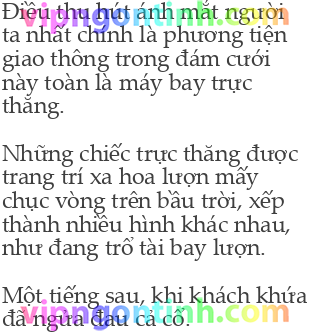 Điều thu hút ánh mắt người
ta nhất chính là phương tiện
giao thông trong đám cưới
này toàn là máy bay trực
thăng.
Những chiếc trực thăng được
trang trí xa hoa lượn mấy
chục vòng trên bầu trời, xếp
thành nhiều hình khác nhau,
như đang trổ tài bay lượn.
Một tiếng sau, khi khách khứa
đã ngửa đau cả cổ.
vipngontinh.com
vipngontinh.com